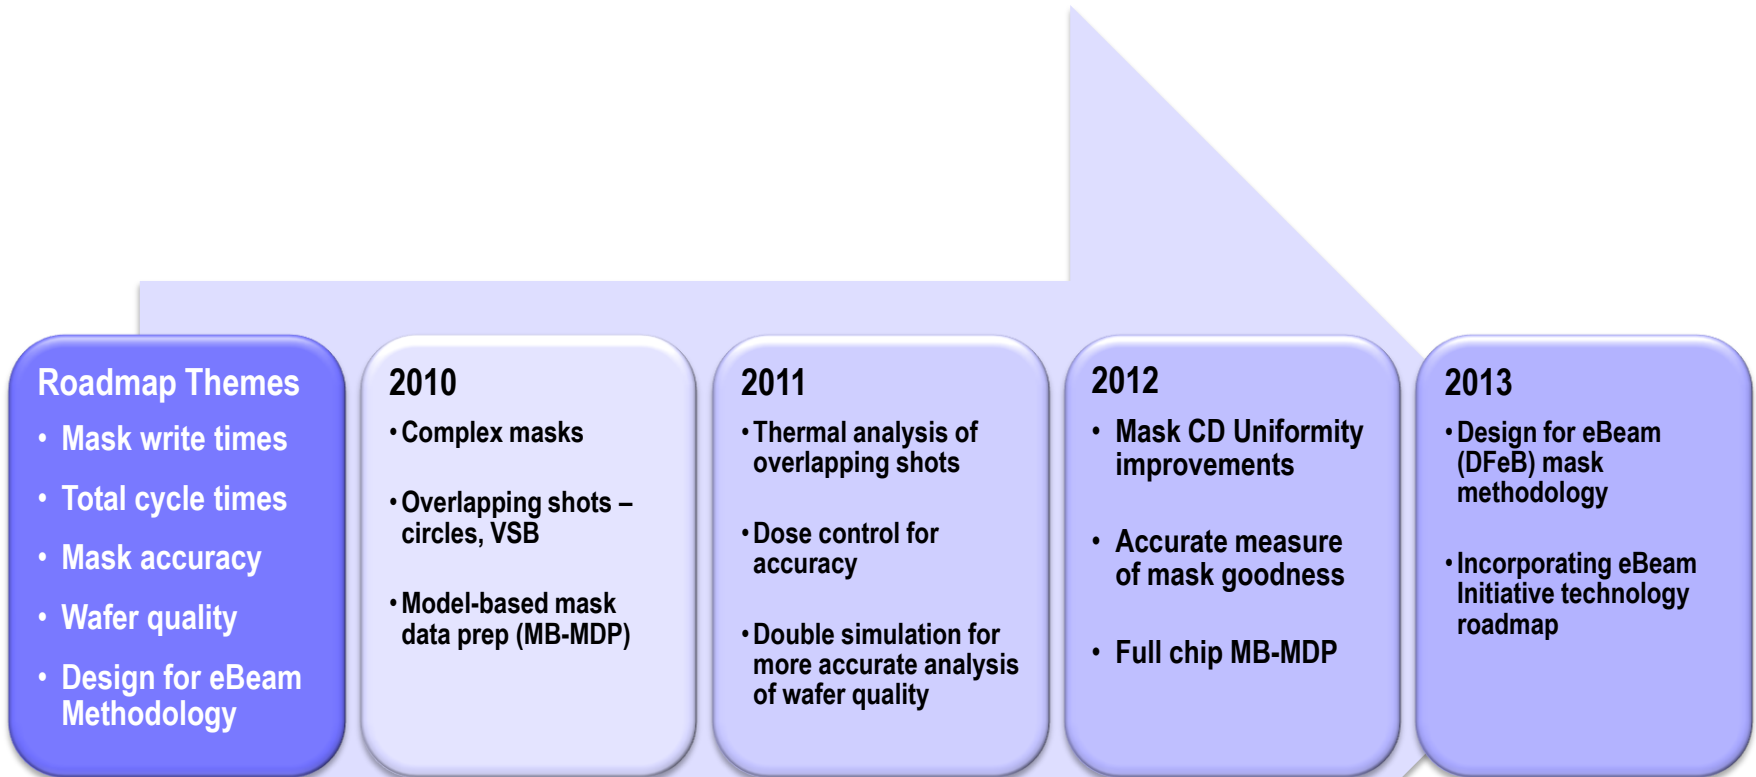 Roadmap Themes
• Mask write times
• Total cycle times
• Mask accuracy
• Wafer quality
• Design for eBeam
Methodology
2010
• Complex masks
• Overlapping shots –
circles, VSB
• Model-based mask
data prep (MB-MDP)
2011
• Thermal analysis of
overlapping shots
• Dose control for
accuracy
• Double simulation for
more accurate analysis
of wafer quality
2012
• Mask CD Uniformity
improvements
• Accurate measure
of mask goodness
• Full chip MB-MDP
2013
• Design for eBeam
(DFeB) mask
methodology
• Incorporating eBeam
Initiative technology
roadmap